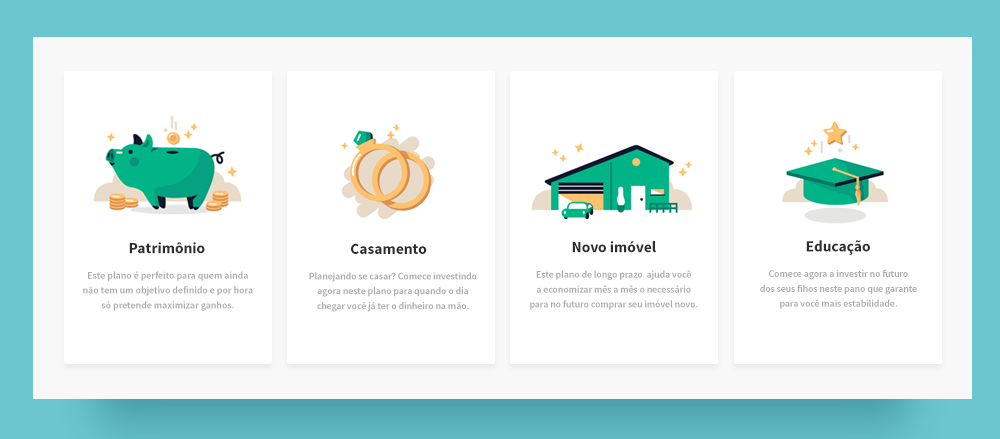 Patrimônio
Este plano é perfeito para quem ainda
não tem um objetivo definido e por hora
só pretende maximizar ganhos.
Casamento
Planejando se casar? Comece investindo
agora neste plano para quando o dia
chegar você já ter o dinheiro na mão.
Novo imóvel
Este plano de longo prazo ajuda você
a economizar mês a mês o necessário
para no futuro comprar seu imóvel novo.
Educação
Comece agora a investir no futuro
dos seus fihos neste pano que garante
para você mais estabilidade.